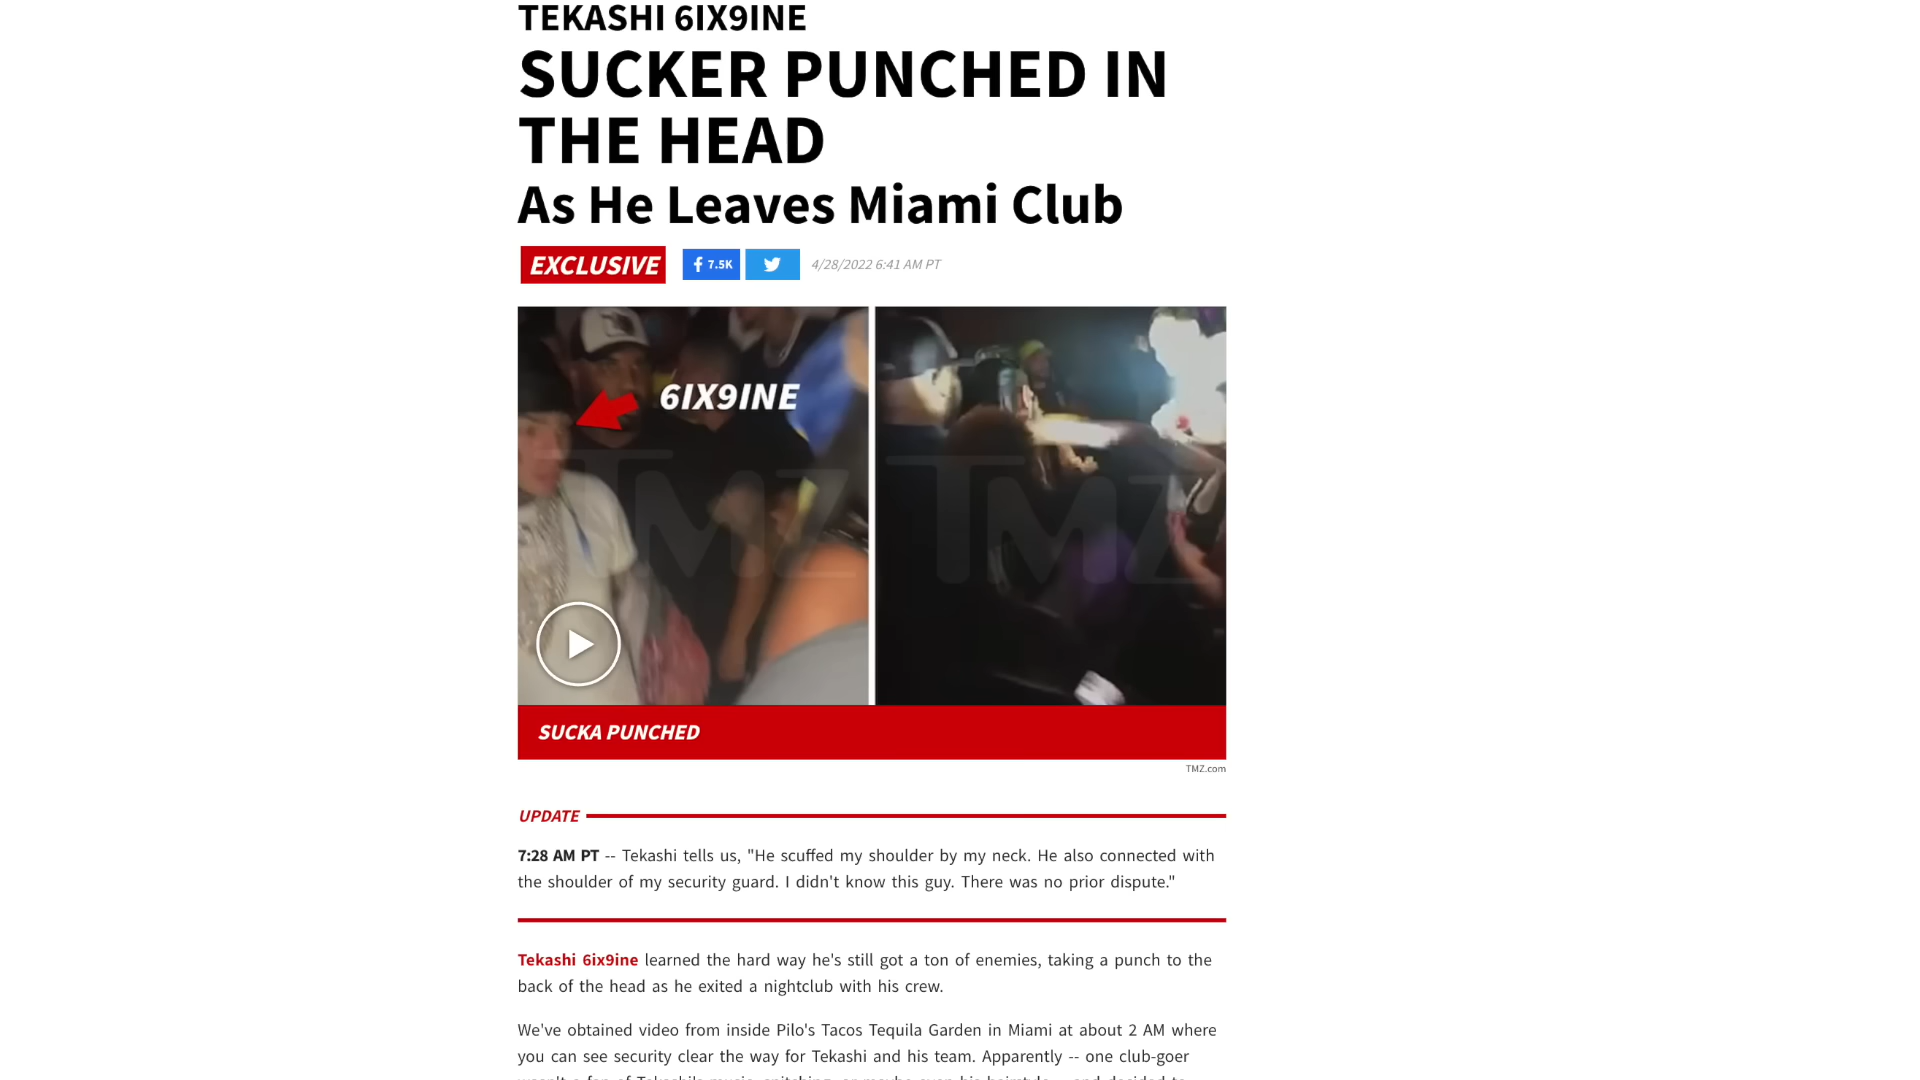 TEKASHI 6IX9INE
SUCKER PUNCHED IN
THE HEAD
As He Leaves Miami Club
EXCLUSIVE
7.5K
4/28/2022 6:41 AM PT
6IX9INE
TMZ
TMZ
SUCKA PUNCHED
TMZ.com
UPDATE
7:28 AM PT -- Tekashi tells us, "He scuffed my shoulder by my neck. He also connected with
the shoulder of my security guard. I didn't know this guy. There was no prior dispute."
Tekashi 6ix9ine learned the hard way he's still got a ton of enemies, taking a punch to the
back of the head as he exited a nightclub with his crew.
We've obtained video from inside Pilo's Tacos Tequila Garden in Miami at about 2 AM where
you can see security clear the way for Tekashi and his team. Apparently -- one club-goer